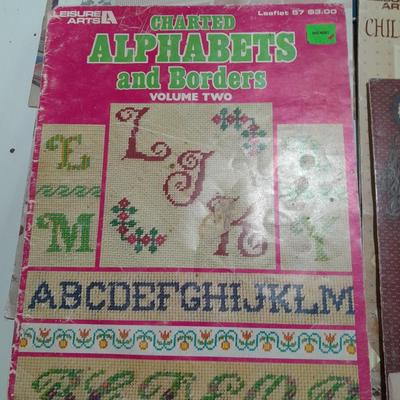 LEISURE
ARTS
Leaflet 57 $3.00
CHARTED
ALPHABETS
and Borders
VOLUME TWO
L
J
R
M
ABCDEFGHIJKLM
CHIL